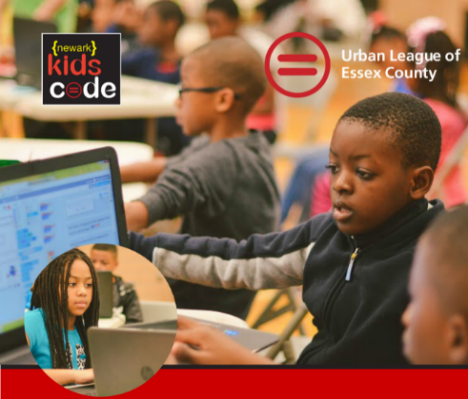 {newark}
kids
code
Urban League of
Essex County